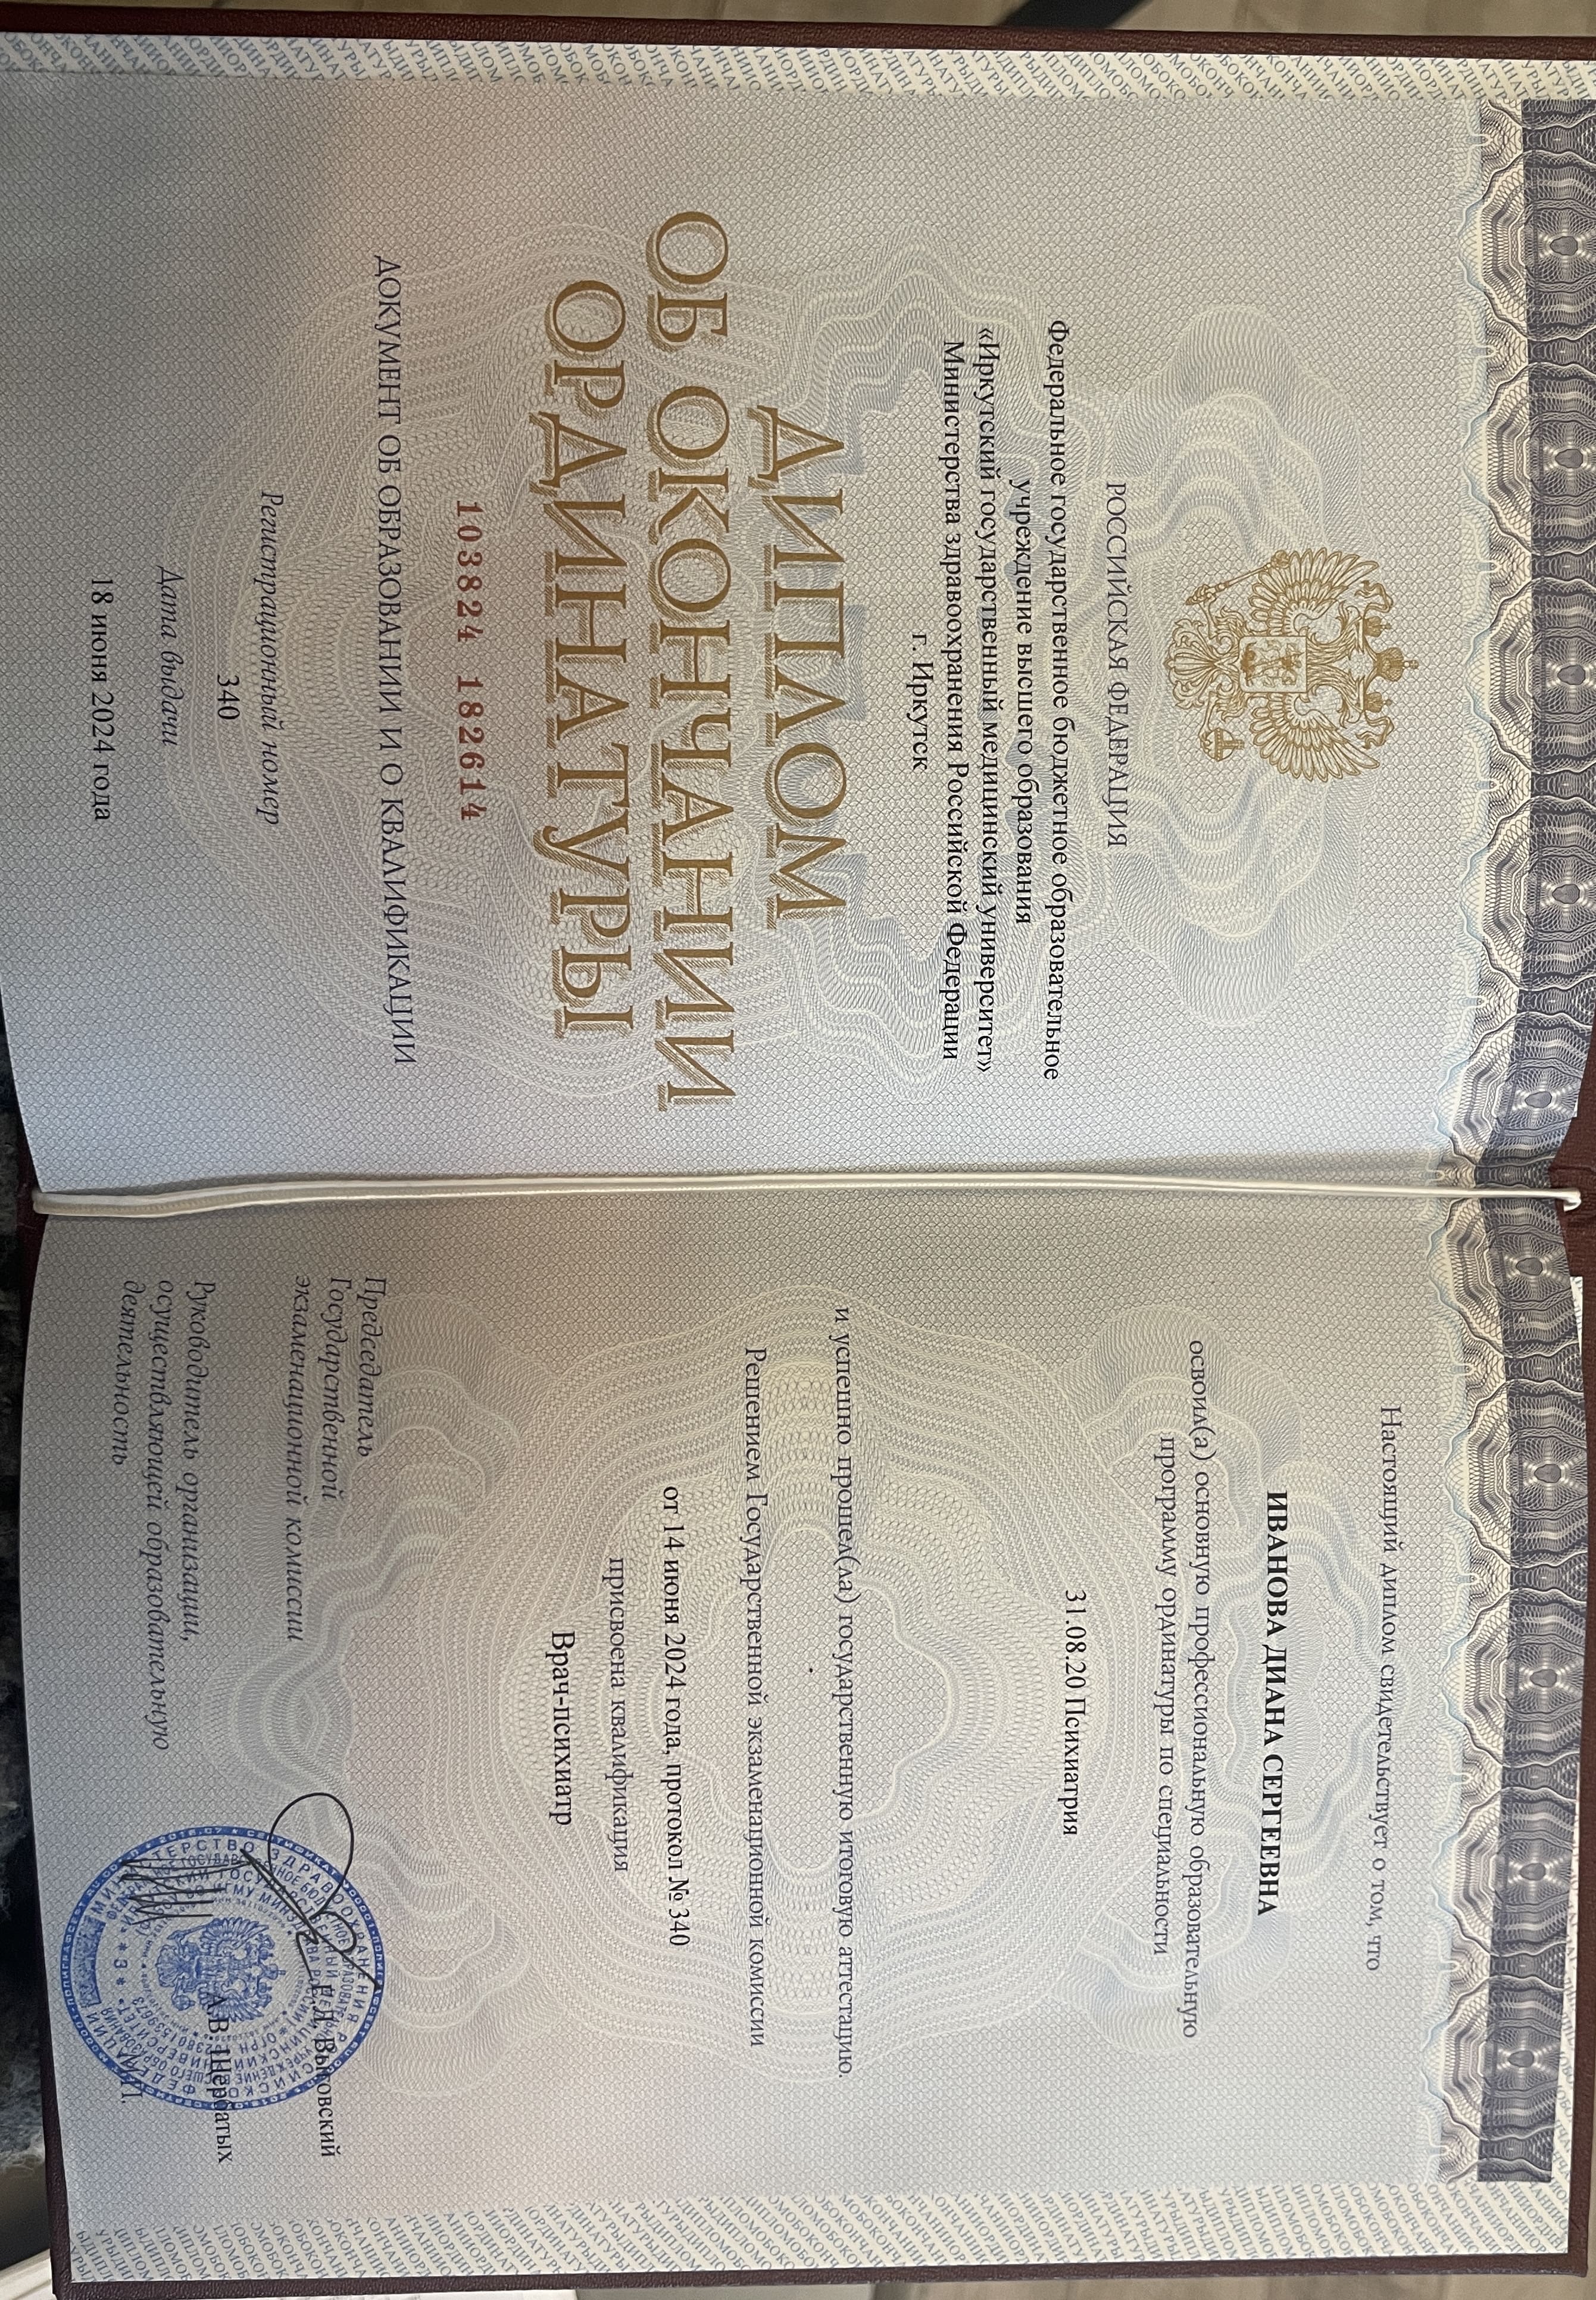 РОССИЙСКАЯ ФЕДЕРАЦИЯ
Федеральное государственное бюджетное образовательное
учреждение высшего образования
«Иркутский государственный медицинский университет»
Министерства здравоохранения Российской Федерации
г. Иркутск
ДИПЛОМ
ОБ ОКОНЧАНИИ
ОРДИНАТУРЫ
103824 182614
ДОКУМЕНТ ОБ ОБРАЗОВАНИИ И О КВАЛИФИКАЦИИ
Регистрационный номер
340
Дата выдачи
18 июня 2024 года
Настоящий диплом свидетельствует о том, что
ИВАНОВА ДИАНА СЕРГЕЕВНА
освоил(а) основную профессиональную образовательную
программу ординатуры по специальности
31.08.20 Психиатрия
и успешно прошел(ла) государственную итоговую аттестацию.
Решением Государственной экзаменационной комиссии
от 14 июня 2024 года, протокол № 340
присвоена квалификация
Врач-психиатр
Председатель
Государственной
экзаменационной комиссии
Е.Л. Выговский
Руководитель организации,
осуществляющей образовательную
деятельность
А.В. Щербатых
М.П.